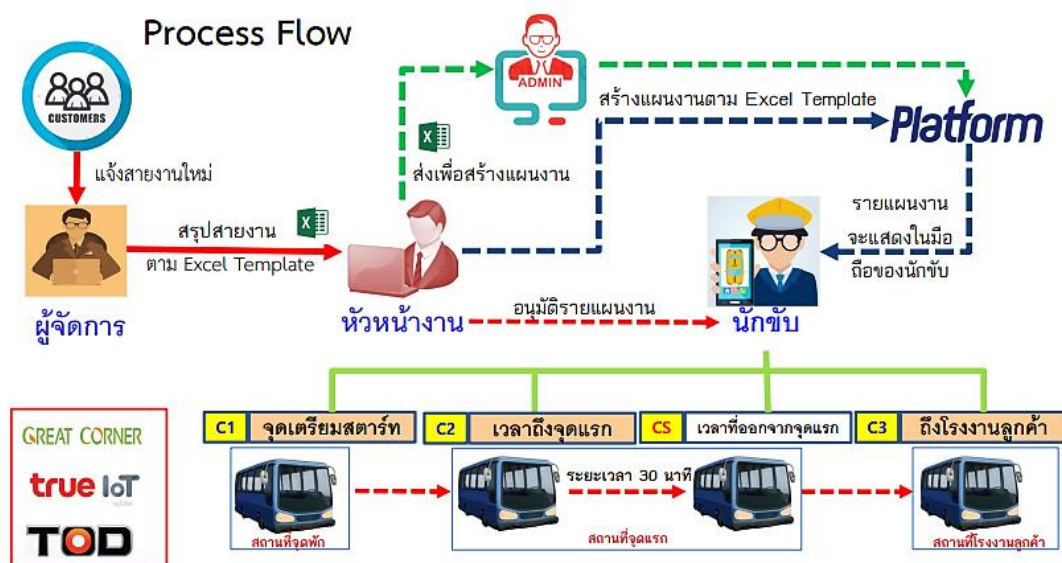 Process Flow
CUSTOMERS
ADMIN
สร้างแผนงานตาม Excel Template
Platform
แจ้งสายงานใหม่
ส่งเพื่อสร้างแผนงาน
สรุปสายงาน
ตาม Excel Template
รายแผนงาน
จะแสดงในมือ
ถือของนักขับ
ผู้จัดการ
หัวหน้างาน
อนุมัติรายแผนงาน
นักขับ
C1 จุดเตรียมสตาร์ท
C2 เวลาถึงจุดแรก
CS เวลาที่ออกจากจุดแรก
C3 ถึงโรงงานลูกค้า
GREAT CORNER
true IoT
TOD
ระยะเวลา 30 นาที
สถานที่จุดพัก
สถานที่จุดแรก
สถานที่โรงงานลูกค้า